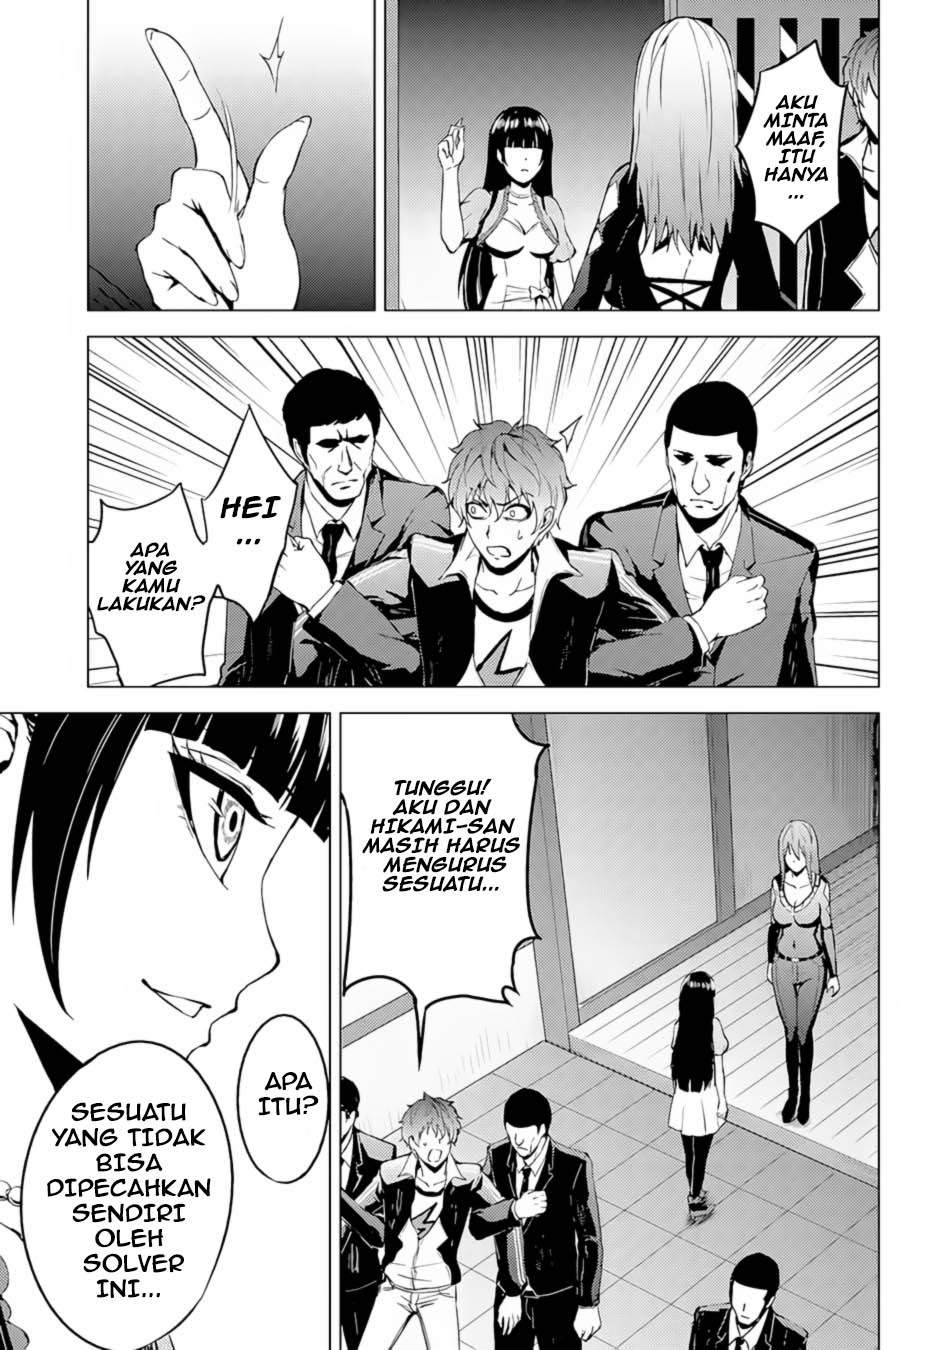 AKU
MINTA
MAAF,
ITU
HANYA
...
HEI
...
APA
YANG
KAMU
LAKUKAN?
TUNGGU!
AKU DAN
HIKAMI-SAN
MASIH HARUS
MENGURUS
SESUATU...
APA
ITU?
SESUATU
YANG TIDAK
BISA
DIPECAHKAN
SENDIRI
OLEH
SOLVER
INI...